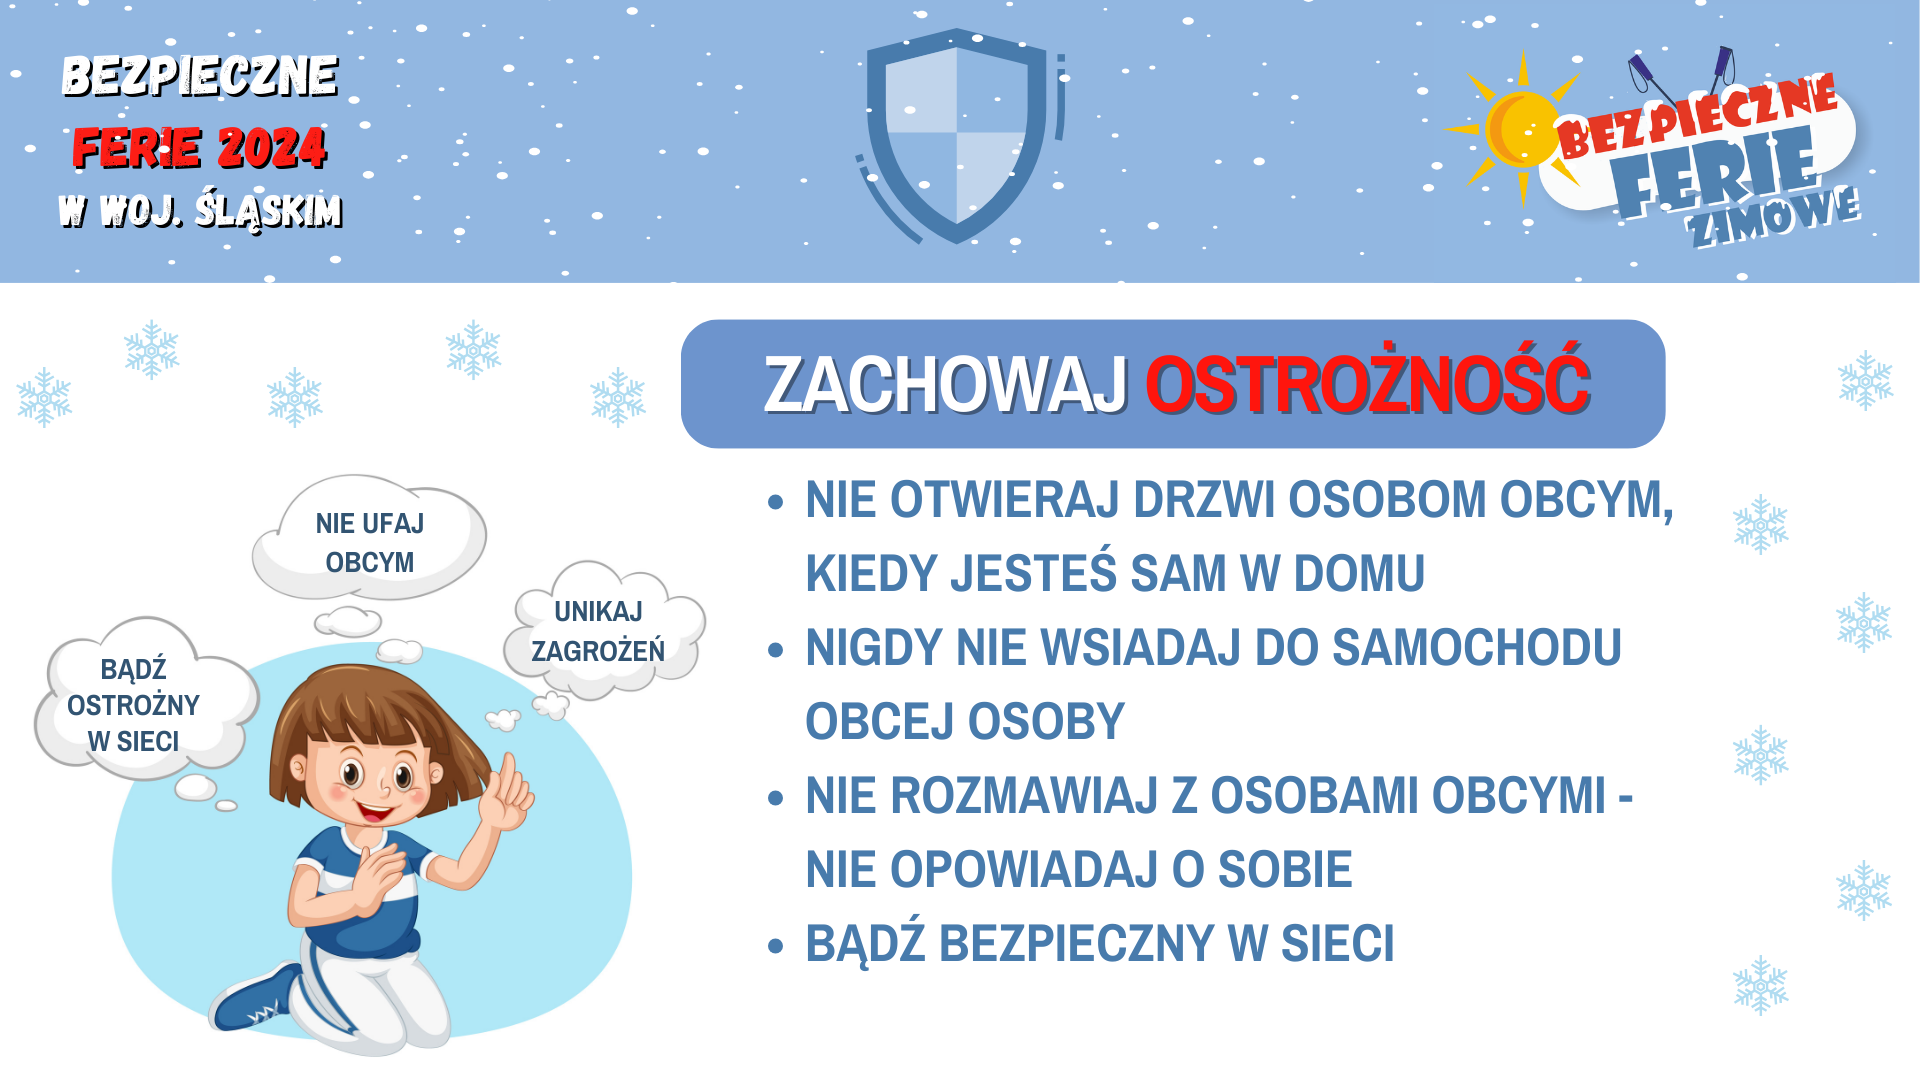 BEZPIECZNE
FERIE 2024
W WOJ. ŚLĄSKIM
BEZPIECZNE
FERIE
ZIMOWE
ZACHOWAJ OSTROŻNOŚĆ
NIE UFAJ
OBCYM
UNIKAJ
ZAGROŻEŃ
BĄDŹ
OSTROŻNY
W SIECI
• NIE OTWIERAJ DRZWI OSOBOM OBCYM,
KIEDY JESTEŚ SAM W DOMU
• NIGDY NIE WSIADAJ DO SAMOCHODU
OBCEJ OSOBY
• NIE ROZMAWIAJ Z OSOBAMI OBCYMI -
NIE OPOWIADAJ O SOBIE
• BĄDŹ BEZPIECZNY W SIECI